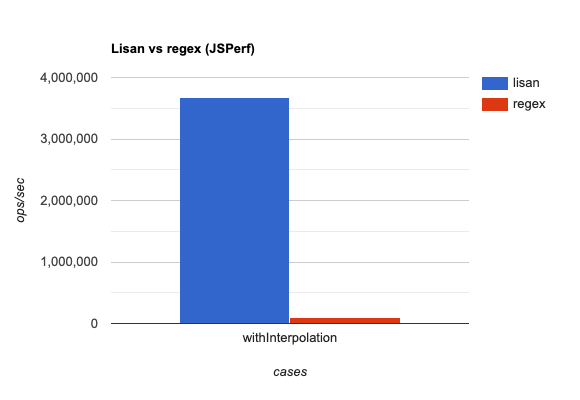 Lisan vs regex (JSPerf)
4,000,000
3,000,000
2,000,000
1,000,000
0
ops/sec
withInterpolation
cases
lisan
regex